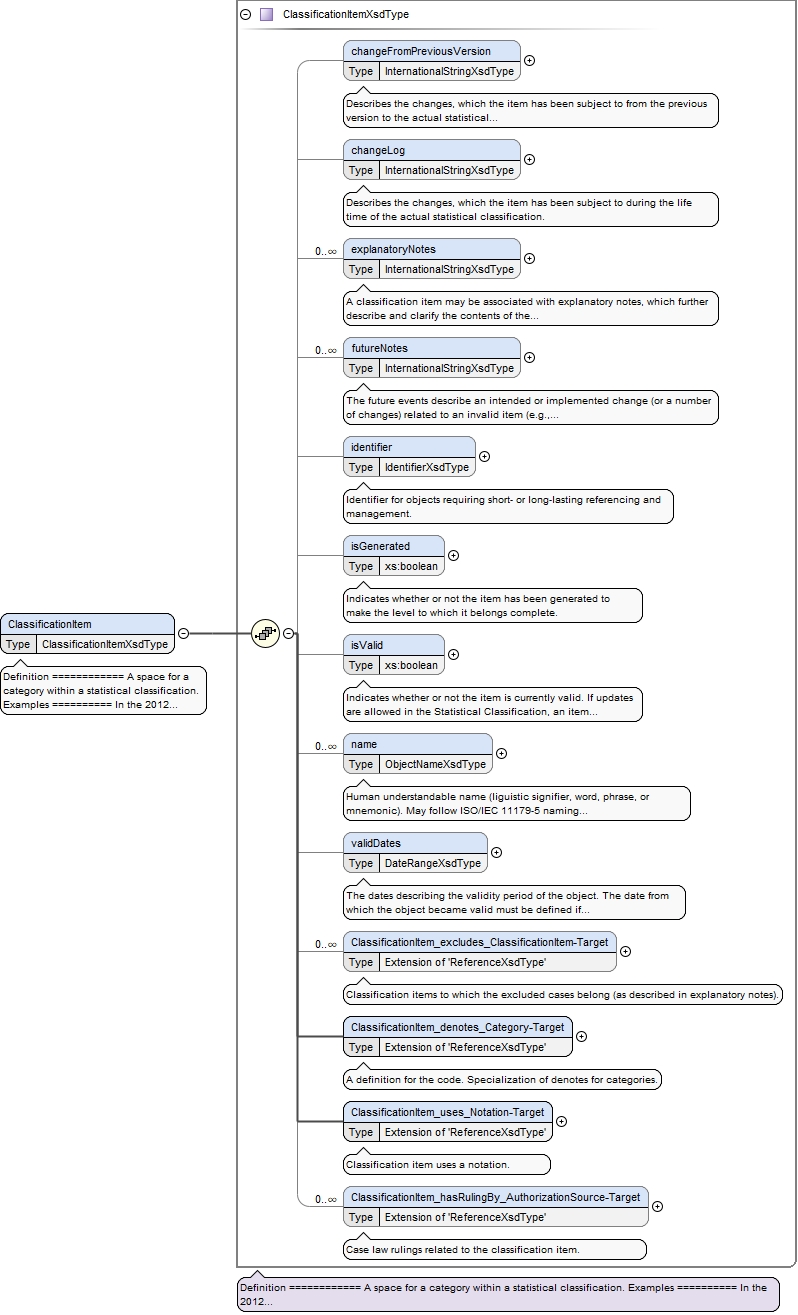 ClassificationItemXsdType
changeFromPreviousVersion
Type InternationalStringXsdType
Describes the changes, which the item has been subject to from the previous
version to the actual statistical...
changeLog
Type InternationalStringXsdType
Describes the changes, which the item has been subject to during the life
time of the actual statistical classification.
0..∞ explanatoryNotes
Type InternationalStringXsdType
A classification item may be associated with explanatory notes, which further
describe and clarify the contents of the...
0..∞ futureNotes
Type InternationalStringXsdType
The future events describe an intended or implemented change (or a number
of changes) related to an invalid item (e.g.,...
identifier
Type IdentifierXsdType
Identifier for objects requiring short- or long-lasting referencing and
management.
isGenerated
Type xs:boolean
Indicates whether or not the item has been generated to
make the level to which it belongs complete.
ClassificationItem
Type ClassificationItemXsdType
Definition ============ A space for a
category within a statistical classification.
Examples ========== In the 2012...
isValid
Type xs:boolean
Indicates whether or not the item is currently valid. If updates
are allowed in the Statistical Classification, an item...
0..∞ name
Type ObjectNameXsdType
Human understandable name (liguistic signifier, word, phrase, or
mnemonic). May follow ISO/IEC 11179-5 naming...
validDates
Type DateRangeXsdType
The dates describing the validity period of the object. The date from
which the object became valid must be defined if...
0..∞ ClassificationItem_excludes_ClassificationItem-Target
Type Extension of 'ReferenceXsdType'
Classification items to which the excluded cases belong (as described in explanatory notes).
ClassificationItem_denotes_Category-Target
Type Extension of 'ReferenceXsdType'
A definition for the code. Specialization of denotes for categories.
ClassificationItem_uses_Notation-Target
Type Extension of 'ReferenceXsdType'
Classification item uses a notation.
0..∞ ClassificationItem_hasRulingBy_AuthorizationSource-Target
Type Extension of 'ReferenceXsdType'
Case law rulings related to the classification item.
Definition ============ A space for a category within a statistical classification. Examples ========== In the
2012...